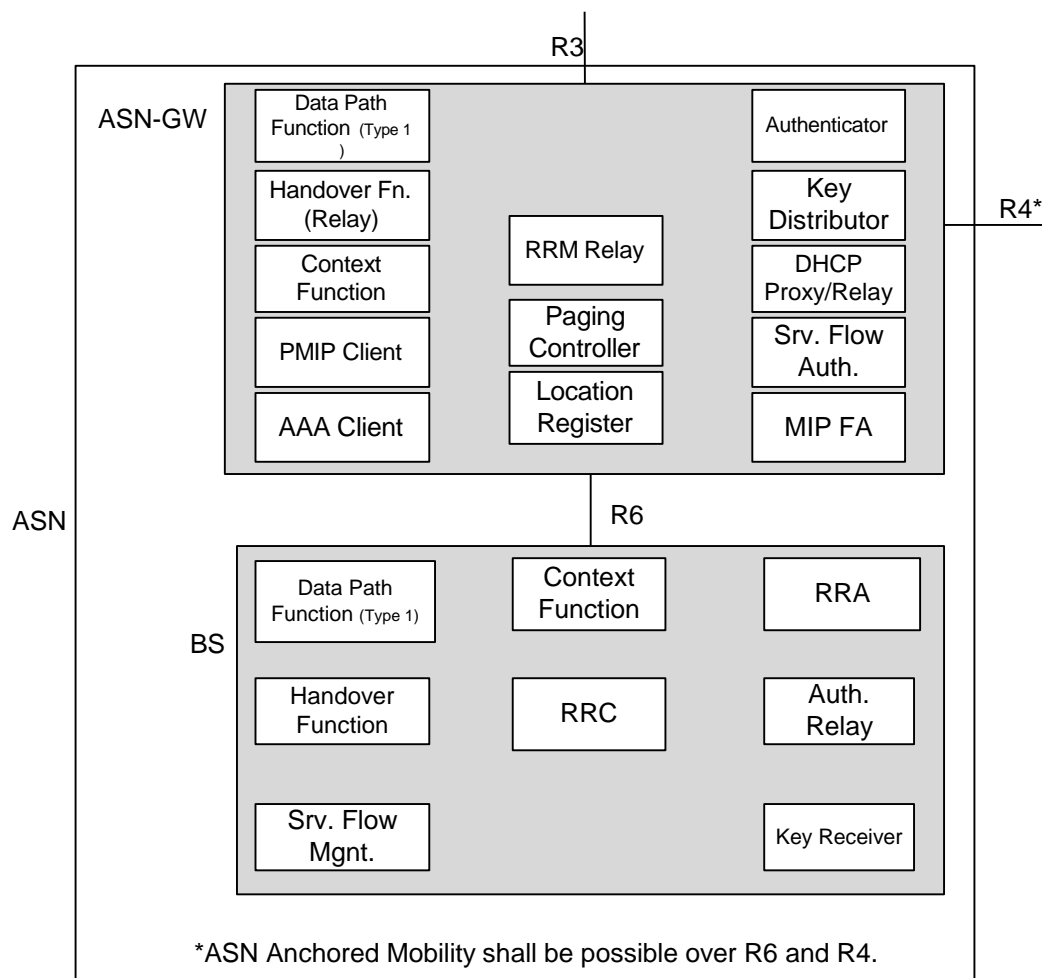 R3
ASN-GW
Data Path
Function (Type 1
)
Authenticator
Handover Fn.
(Relay)
Key
Distributor
R4*
RRM Relay
Context
Function
DHCP
Proxy/Relay
Paging
Controller
PMIP Client
Srv. Flow
Auth.
Location
Register
AAA Client
MIP FA
ASN
R6
Data Path
Function (Type 1)
Context
Function
RRA
BS
Handover
Function
RRC
Auth.
Relay
Srv. Flow
Mgnt.
Key Receiver
*ASN Anchored Mobility shall be possible over R6 and R4.